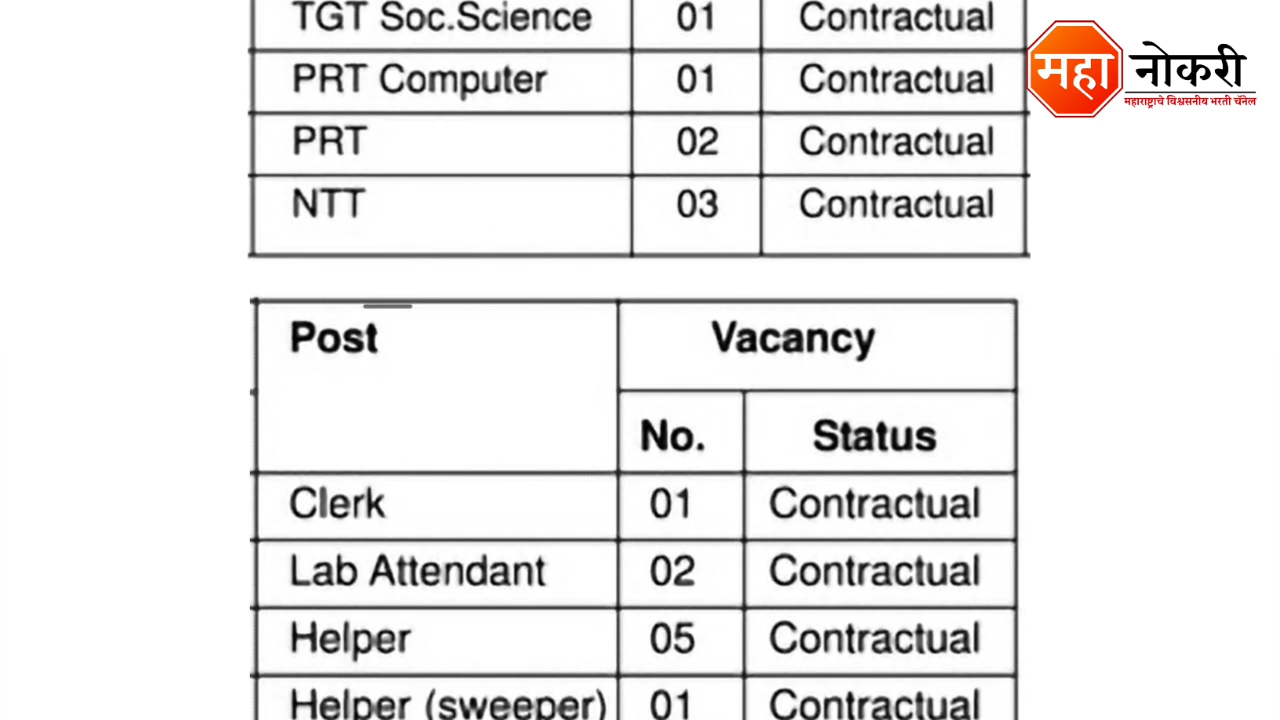 TGT Soc.Science 01 Contractual
PRT Computer 01 Contractual
PRT 02 Contractual
NTT 03 Contractual
महा नोकरी
महाराष्ट्राचे विश्वसनीय भरती चॅनेल
Post Vacancy
No. Status
Clerk 01 Contractual
Lab Attendant 02 Contractual
Helper 05 Contractual
Helper (sweeper) 01 Contractual